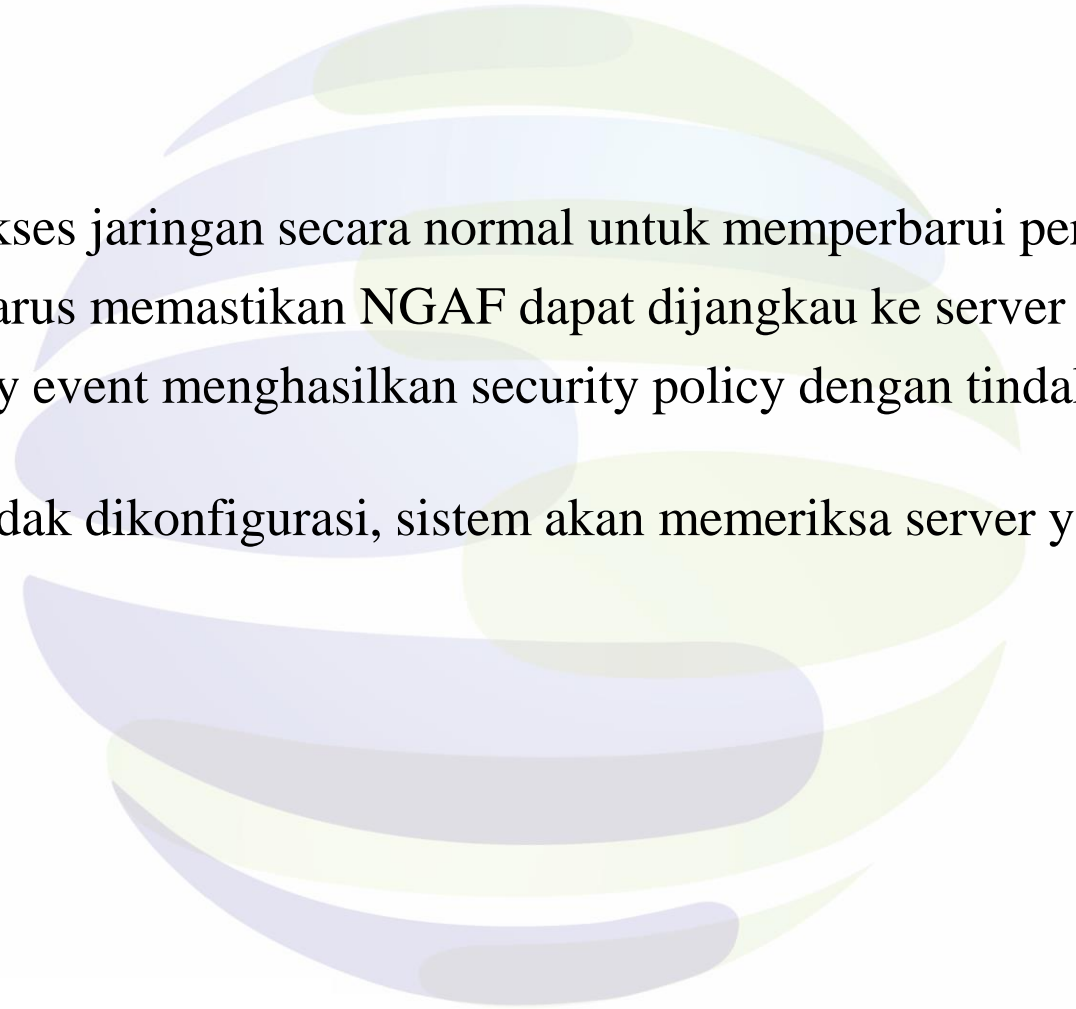 kses jaringan secara normal untuk memperbarui per
arus memastikan NGAF dapat dijangkau ke server
y event menghasilkan security policy dengan tindal
dak dikonfigurasi, sistem akan memeriksa server y